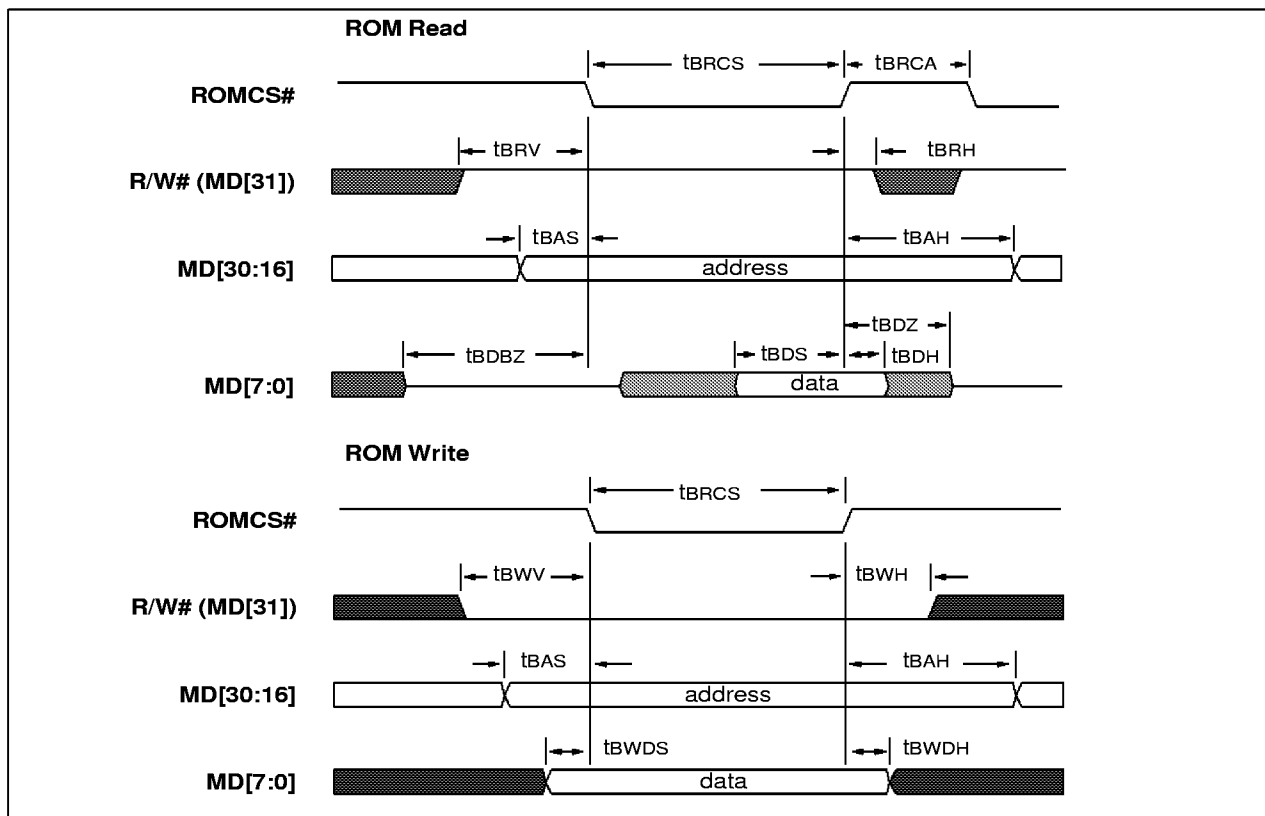 ROM Read
tBRCS tBRCA
ROMCS#
tBRV tBRH
R/W# (MD[31])
tBAS tBAH
MD[30:16] address
tBDZ
tBDBZ tBDS tBDH
MD[7:0] data
ROM Write
tBRCS
ROMCS#
tBWV tBWH
R/W# (MD[31])
tBAS tBAH
MD[30:16] address
tBWDS tBWDH
MD[7:0] data